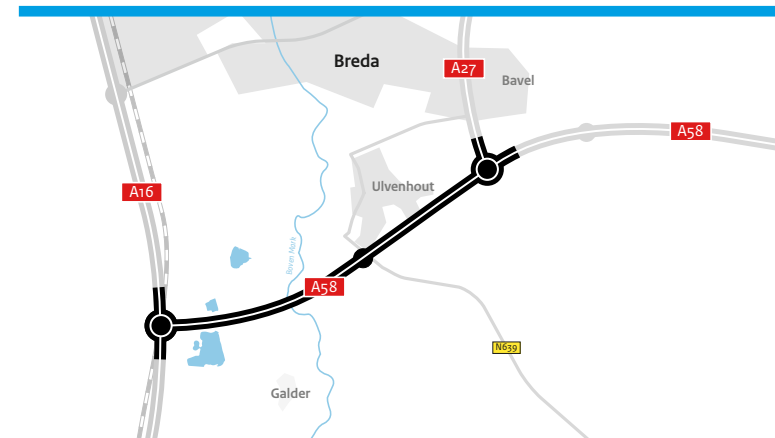 Breda
A27
Bavel
A58
Ulvenhout
A16
Boven Mark
A58
N639
Galder